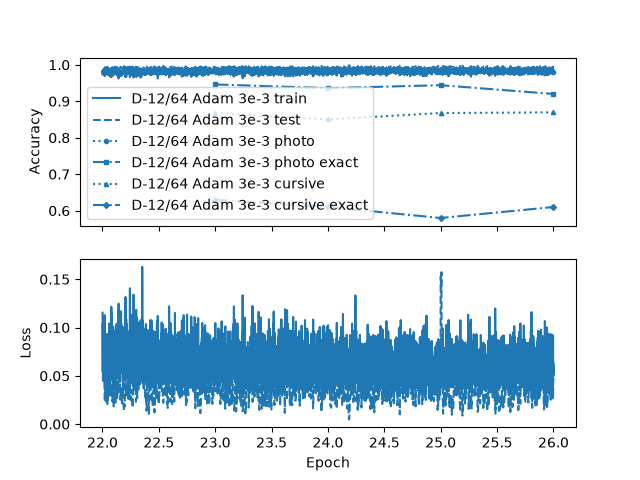 1.0
0.9
0.8
0.7
0.6
Accuracy
D-12/64 Adam 3e-3 train
D-12/64 Adam 3e-3 test
D-12/64 Adam 3e-3 photo
D-12/64 Adam 3e-3 photo exact
D-12/64 Adam 3e-3 cursive
D-12/64 Adam 3e-3 cursive exact
0.15
0.10
0.05
0.00
Loss
22.0 22.5 23.0 23.5 24.0 24.5 25.0 25.5 26.0
Epoch